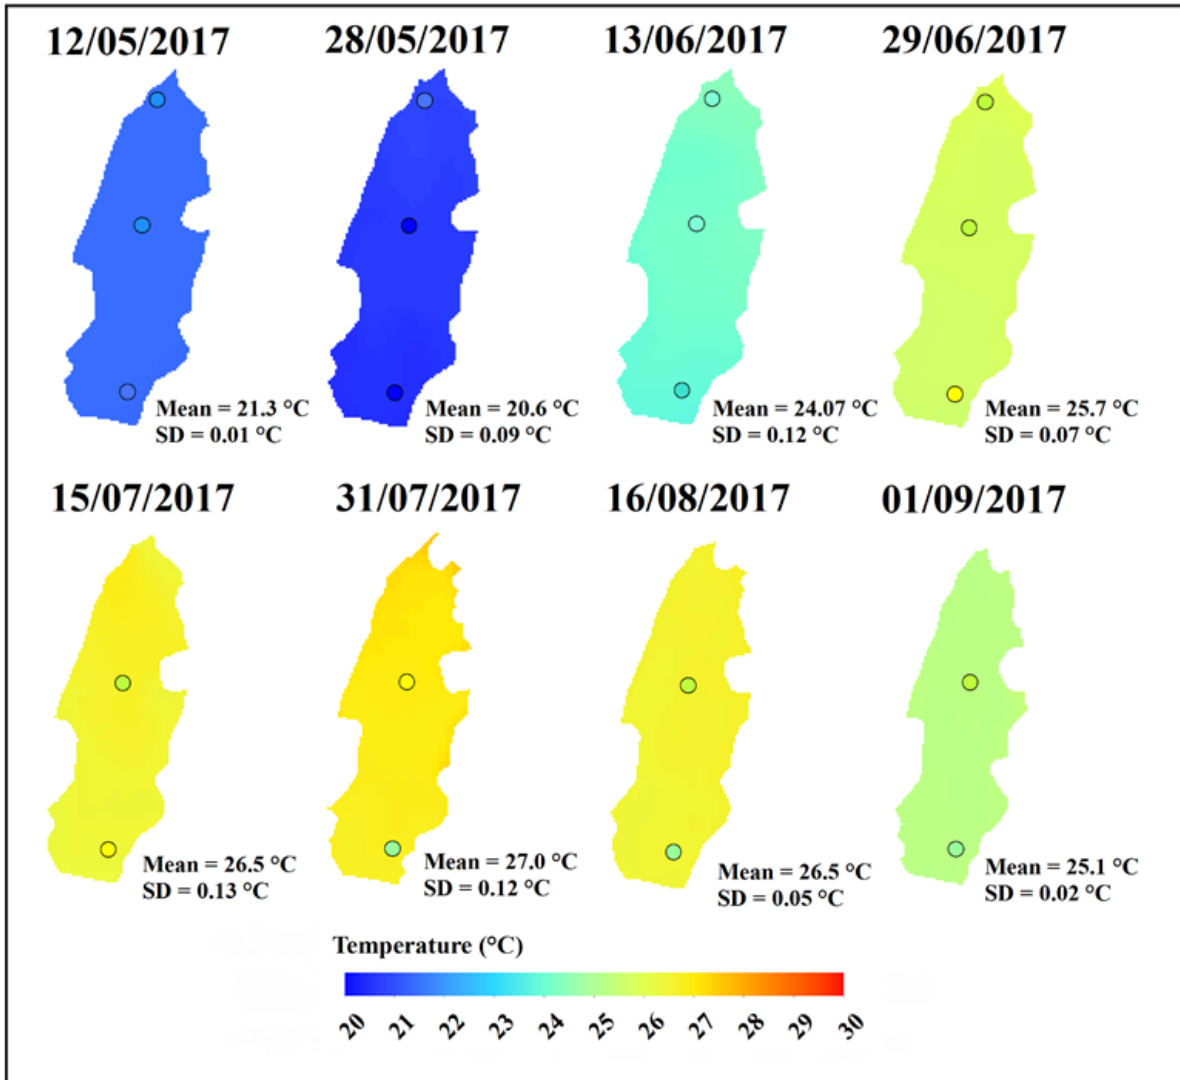 12/05/2017
28/05/2017
13/06/2017
29/06/2017
Mean = 21.3 °C
SD = 0.01 °C
Mean = 20.6 °C
SD = 0.09 °C
Mean = 24.07 °C
SD = 0.12 °C
Mean = 25.7 °C
SD = 0.07 °C
15/07/2017
31/07/2017
16/08/2017
01/09/2017
Mean = 26.5 °C
SD = 0.13 °C
Mean = 27.0 °C
SD = 0.12 °C
Mean = 26.5 °C
SD = 0.05 °C
Mean = 25.1 °C
SD = 0.02 °C
Temperature (°C)
20 21 22 23 24 25 26 27 28 29 30